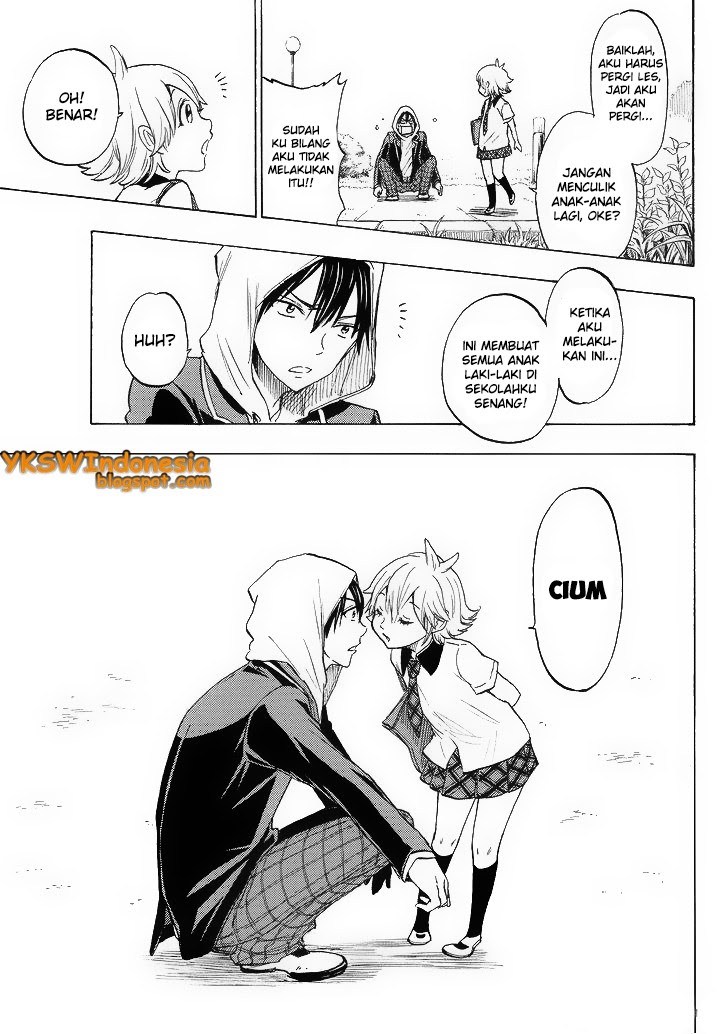 BAIKLAH,
AKU HARUS
PERGI LES,
JADI AKU
AKAN
PERGI...
JANGAN
MENCULIK
ANAK-ANAK
LAGI, OKE?
SUDAH
KU BILANG
AKU TIDAK
MELAKUKAN
ITU!!
OH!
BENAR!
KETIKA
AKU
MELAKU-
KAN INI...
INI MEMBUAT
SEMUA ANAK
LAKI-LAKI DI
SEKOLAHKU
SENANG!
HUH?
YKSWIndonesia
blogspot.com
CIUM